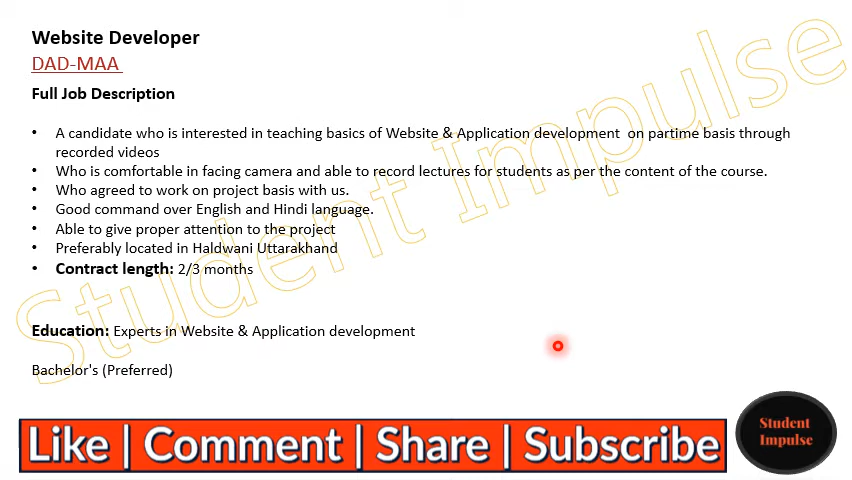 Website Developer
DAD-MAA
Full Job Description
• A candidate who is interested in teaching basics of Website & Application development on partime basis through
recorded videos
• Who is comfortable in facing camera and able to record lectures for students as per the content of the course.
• Who agreed to work on project basis with us.
• Good command over English and Hindi language.
• Able to give proper attention to the project
• Preferably located in Haldwani Uttarakhand
• Contract length: 2/3 months
Education: Experts in Website & Application development
Bachelor's (Preferred)
Student Impulse
Like | Comment | Share | Subscribe
Student
Impulse